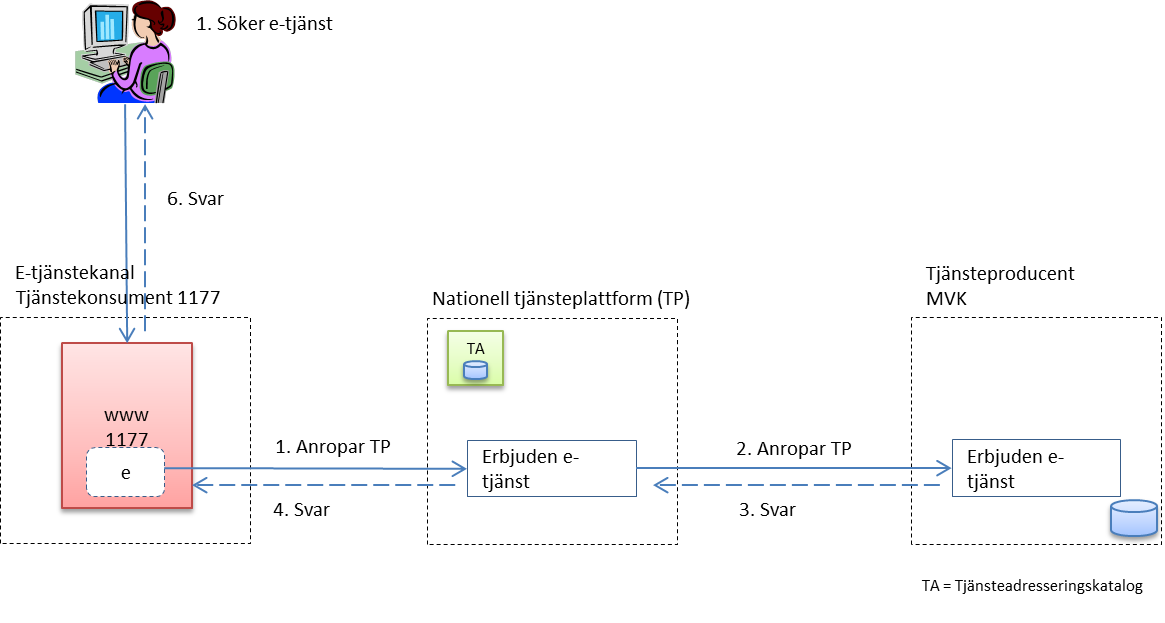 1. Söker e-tjänst
6. Svar
E-tjänstekanal
Tjänstekonsument 1177
Nationell tjänsteplattform (TP)
Tjänsteproducent
MVK
TA
www
1177
e
1. Anropar TP
4. Svar
Erbjuden e-
tjänst
2. Anropar TP
3. Svar
Erbjuden e-
tjänst
TA = Tjänsteadresseringskatalog